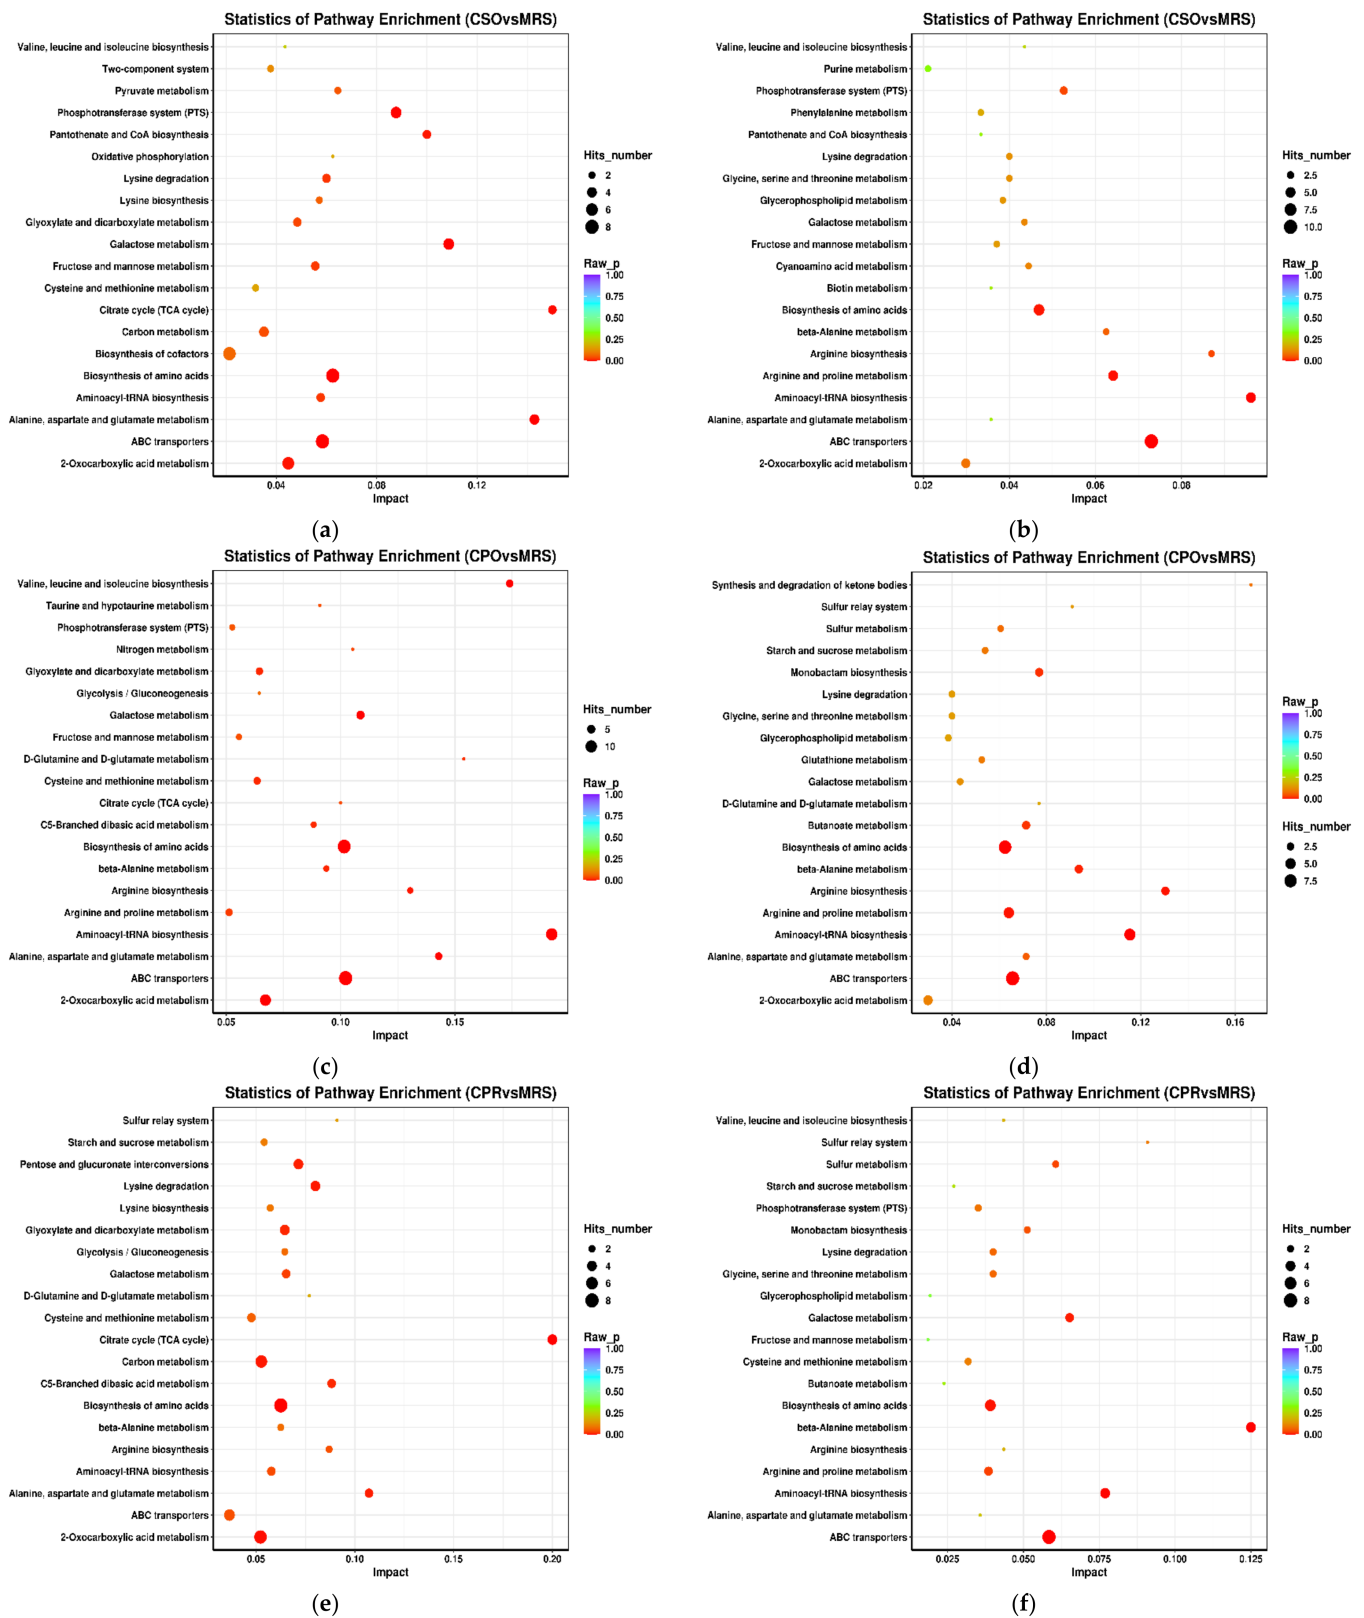 Statistics of Pathway Enrichment (CSOvsMRS)
Valine, leucine and isoleucine biosynthesis
Two-component system
Pyruvate metabolism
Phosphotransferase system (PTS)
Pantothenate and CoA biosynthesis
Oxidative phosphorylation
Lysine degradation
Lysine biosynthesis
Glyoxylate and dicarboxylate metabolism
Galactose metabolism
Fructose and mannose metabolism
Cysteine and methionine metabolism
Citrate cycle (TCA cycle)
Carbon metabolism
Biosynthesis of cofactors
Biosynthesis of amino acids
Aminoacyl-tRNA biosynthesis
Alanine, aspartate and glutamate metabolism
ABC transporters
2-Oxocarboxylic acid metabolism
0.04 0.08 0.12
Impact
Hits_number
2
4
6
8
Raw_p
1.00
0.75
0.50
0.25
0.00
(a)
Statistics of Pathway Enrichment (CSOvsMRS)
Valine, leucine and isoleucine biosynthesis
Purine metabolism
Phosphotransferase system (PTS)
Phenylalanine metabolism
Pantothenate and CoA biosynthesis
Lysine degradation
Glycine, serine and threonine metabolism
Glycerophospholipid metabolism
Galactose metabolism
Fructose and mannose metabolism
Cyanoamino acid metabolism
Biotin metabolism
Biosynthesis of amino acids
beta-Alanine metabolism
Arginine biosynthesis
Arginine and proline metabolism
Aminoacyl-tRNA biosynthesis
Alanine, aspartate and glutamate metabolism
ABC transporters
2-Oxocarboxylic acid metabolism
0.02 0.04 0.06 0.08
Impact
Hits_number
2.5
5.0
7.5
10.0
Raw_p
1.00
0.75
0.50
0.25
0.00
(b)
Statistics of Pathway Enrichment (CPOvsMRS)
Valine, leucine and isoleucine biosynthesis
Taurine and hypotaurine metabolism
Phosphotransferase system (PTS)
Nitrogen metabolism
Glyoxylate and dicarboxylate metabolism
Glycolysis / Gluconeogenesis
Galactose metabolism
Fructose and mannose metabolism
D-Glutamine and D-glutamate metabolism
Cysteine and methionine metabolism
Citrate cycle (TCA cycle)
C5-Branched dibasic acid metabolism
Biosynthesis of amino acids
beta-Alanine metabolism
Arginine biosynthesis
Arginine and proline metabolism
Aminoacyl-tRNA biosynthesis
Alanine, aspartate and glutamate metabolism
ABC transporters
2-Oxocarboxylic acid metabolism
0.05 0.10 0.15
Impact
Hits_number
5
10
Raw_p
1.00
0.75
0.50
0.25
0.00
(c)
Statistics of Pathway Enrichment (CPOvsMRS)
Synthesis and degradation of ketone bodies
Sulfur relay system
Sulfur metabolism
Starch and sucrose metabolism
Monobactam biosynthesis
Lysine degradation
Glycine, serine and threonine metabolism
Glycerophospholipid metabolism
Glutathione metabolism
Galactose metabolism
D-Glutamine and D-glutamate metabolism
Butanoate metabolism
Biosynthesis of amino acids
beta-Alanine metabolism
Arginine biosynthesis
Arginine and proline metabolism
Aminoacyl-tRNA biosynthesis
Alanine, aspartate and glutamate metabolism
ABC transporters
2-Oxocarboxylic acid metabolism
0.04 0.08 0.12 0.16
Impact
Raw_p
1.00
0.75
0.50
0.25
0.00
Hits_number
2.5
5.0
7.5
(d)
Statistics of Pathway Enrichment (CPRvsMRS)
Sulfur relay system
Starch and sucrose metabolism
Pentose and glucuronate interconversions
Lysine degradation
Lysine biosynthesis
Glyoxylate and dicarboxylate metabolism
Glycolysis / Gluconeogenesis
Galactose metabolism
D-Glutamine and D-glutamate metabolism
Cysteine and methionine metabolism
Citrate cycle (TCA cycle)
Carbon metabolism
C5-Branched dibasic acid metabolism
Biosynthesis of amino acids
beta-Alanine metabolism
Arginine biosynthesis
Aminoacyl-tRNA biosynthesis
Alanine, aspartate and glutamate metabolism
ABC transporters
2-Oxocarboxylic acid metabolism
0.05 0.10 0.15 0.20
Impact
Hits_number
2
4
6
8
Raw_p
1.00
0.75
0.50
0.25
0.00
(e)
Statistics of Pathway Enrichment (CPRvsMRS)
Valine, leucine and isoleucine biosynthesis
Sulfur relay system
Sulfur metabolism
Starch and sucrose metabolism
Phosphotransferase system (PTS)
Monobactam biosynthesis
Lysine degradation
Glycine, serine and threonine metabolism
Glycerophospholipid metabolism
Galactose metabolism
Fructose and mannose metabolism
Cysteine and methionine metabolism
Butanoate metabolism
Biosynthesis of amino acids
beta-Alanine metabolism
Arginine biosynthesis
Arginine and proline metabolism
Aminoacyl-tRNA biosynthesis
Alanine, aspartate and glutamate metabolism
ABC transporters
0.025 0.050 0.075 0.100 0.125
Impact
Hits_number
2
4
6
8
Raw_p
1.00
0.75
0.50
0.25
0.00
(f)